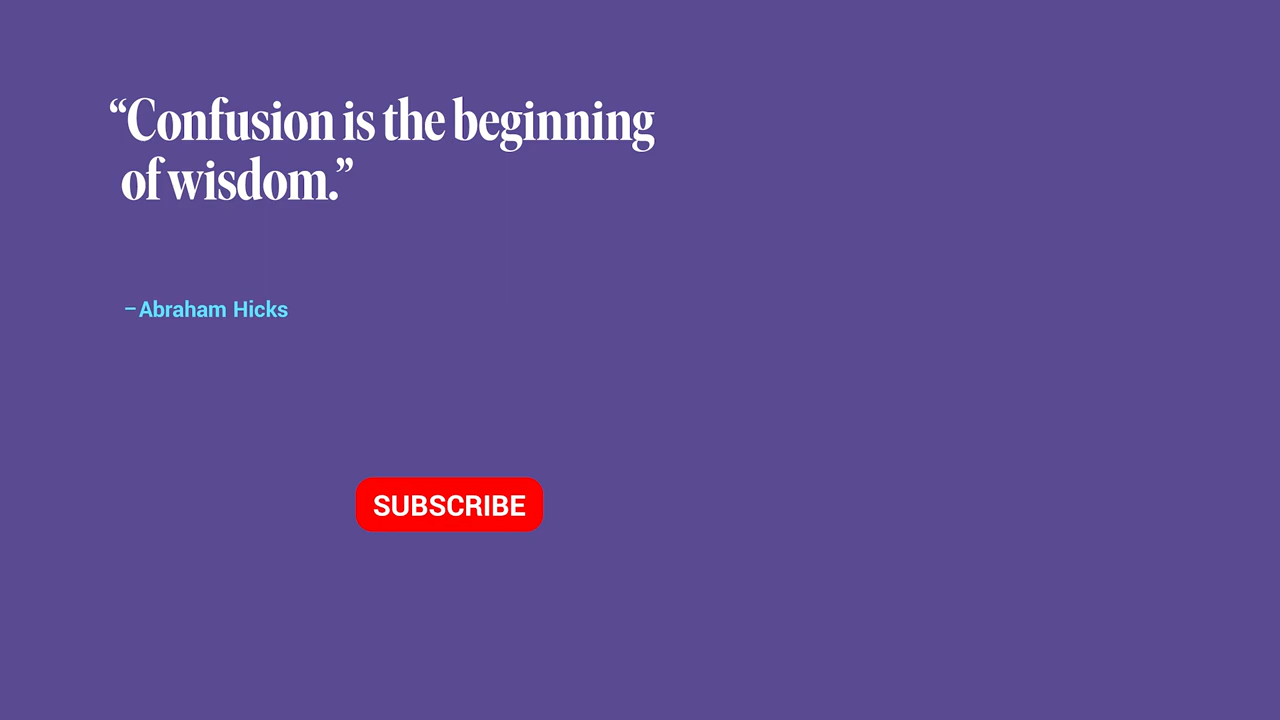 “Confusion is the beginning
of wisdom.”
–Abraham Hicks
SUBSCRIBE